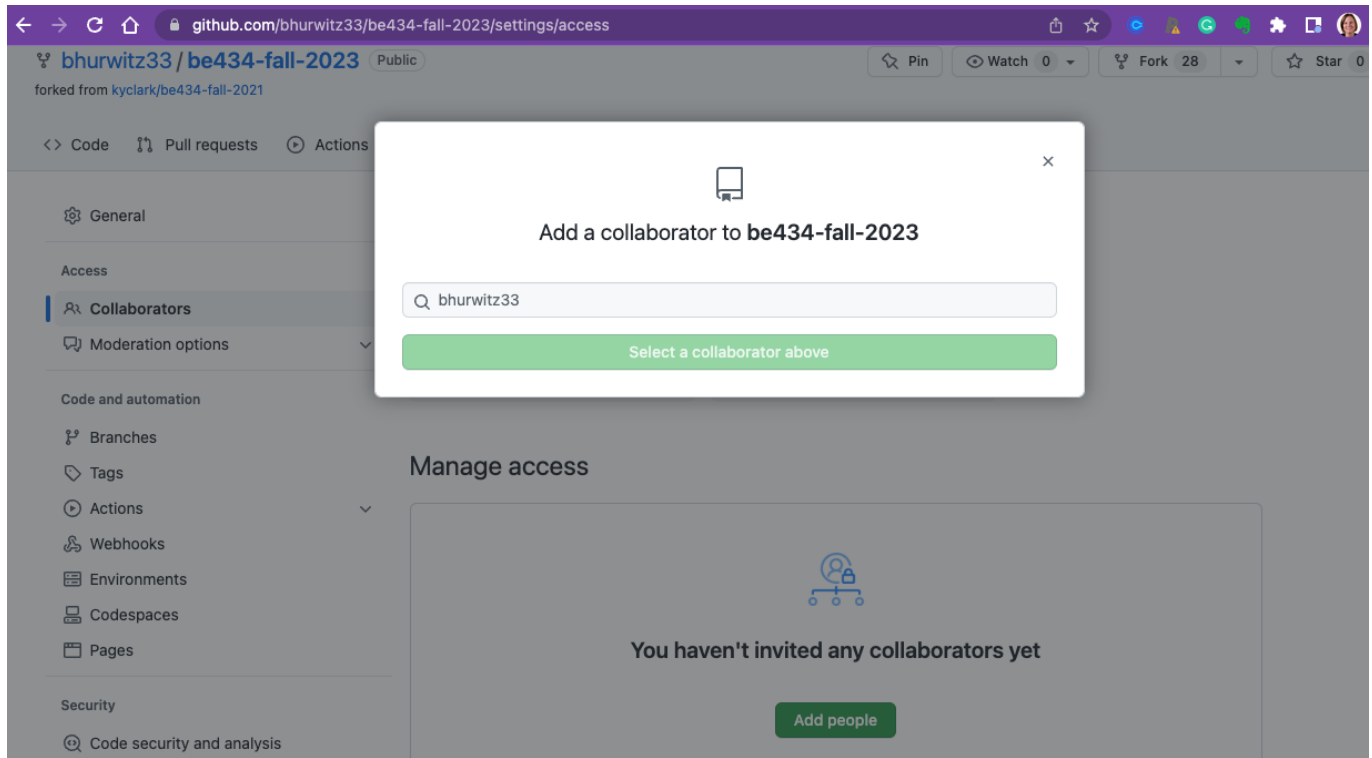 github.com/bhurwitz33/be434-fall-2023/settings/access
bhurwitz33 / be434-fall-2023 Public
Pin Watch 0 Fork 28 Star 0
forked from kyclark/be434-fall-2021
<> Code Pull requests Actions
Add a collaborator to be434-fall-2023
bhurwitz33
Select a collaborator above
General
Access
Collaborators
Moderation options
Code and automation
Branches
Tags
Actions
Webhooks
Environments
Codespaces
Pages
Security
Code security and analysis
Manage access
You haven't invited any collaborators yet
Add people